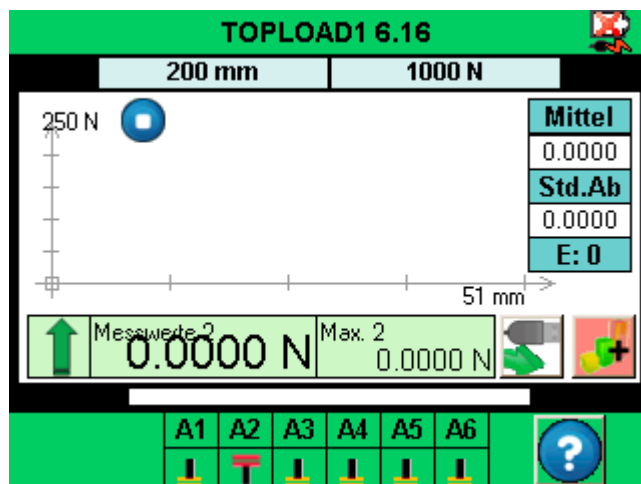 TOPLOAD1 6.16
200 mm 1000 N
250 N
Mittel
0.0000
Std.Ab
0.0000
E: 0
51 mm
Messwerte 2
0.0000 N
Max. 2
0.0000 N
A1 A2 A3 A4 A5 A6
?